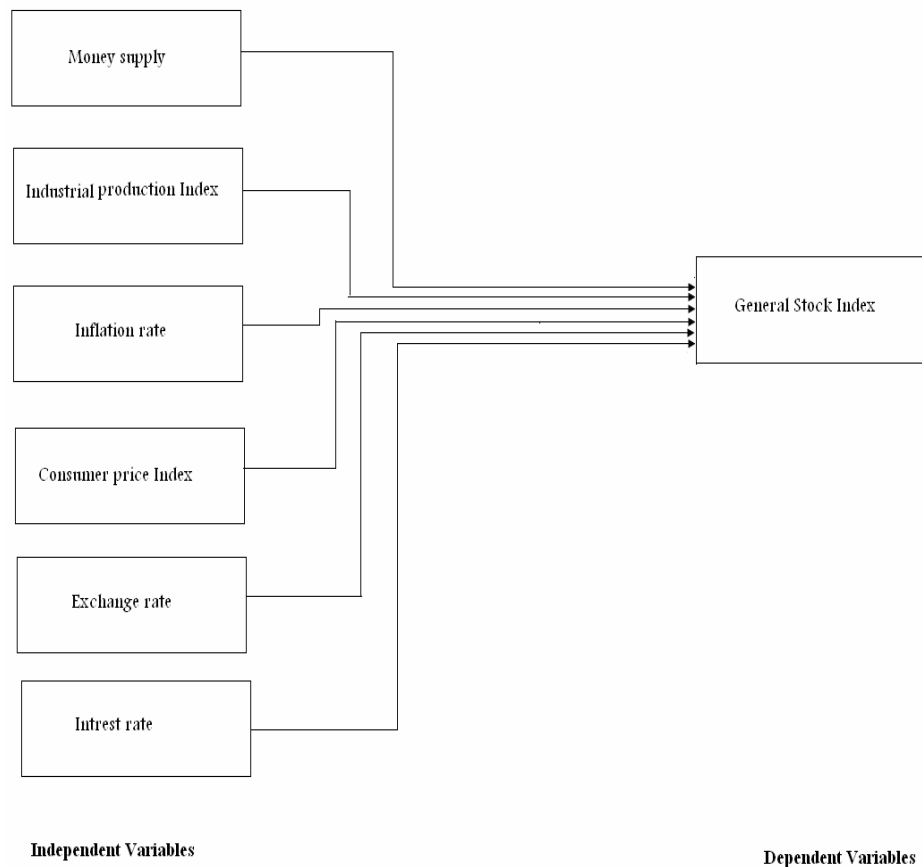 Money supply
Industrial production Index
General Stock Index
Inflation rate
Consumer price Index
Exchange rate
Intrest rate
Independent Variables
Dependent Variables